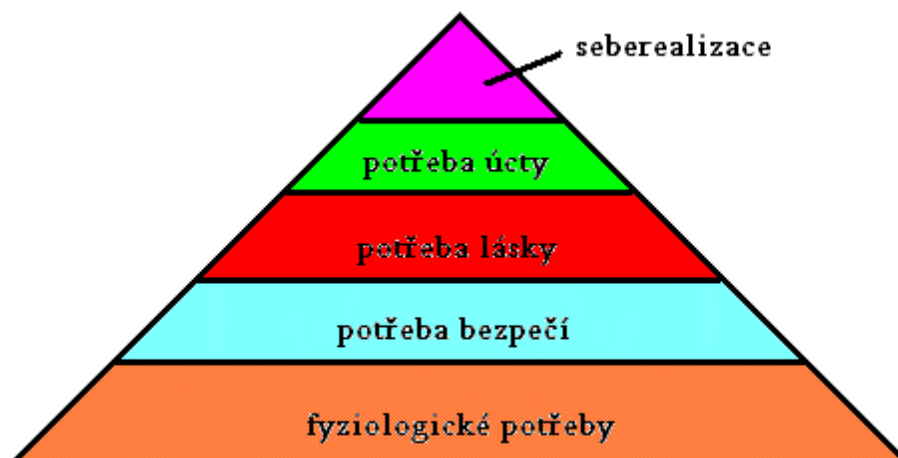 seberealizace
potřeba úcty
potřeba lásky
potřeba bezpečí
fyziologické potřeby